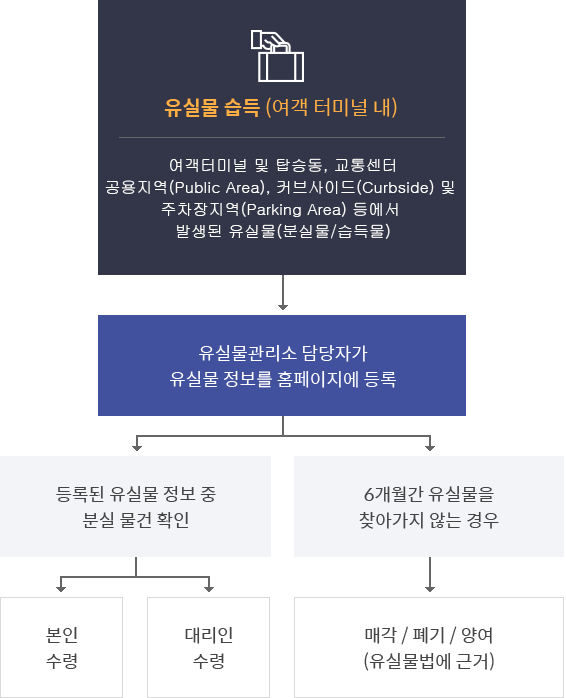 유실물 습득 (여객 터미널 내)
여객터미널 및 탑승동, 교통센터
공용지역(Public Area), 커브사이드(Curbside) 및
주차장지역(Parking Area) 등에서
발생된 유실물(분실물/습득물)
유실물관리소 담당자가
유실물 정보를 홈페이지에 등록
등록된 유실물 정보 중
분실 물건 확인
6개월간 유실물을
찾아가지 않는 경우
본인
수령
대리인
수령
매각 / 폐기 / 양여
(유실물법에 근거)